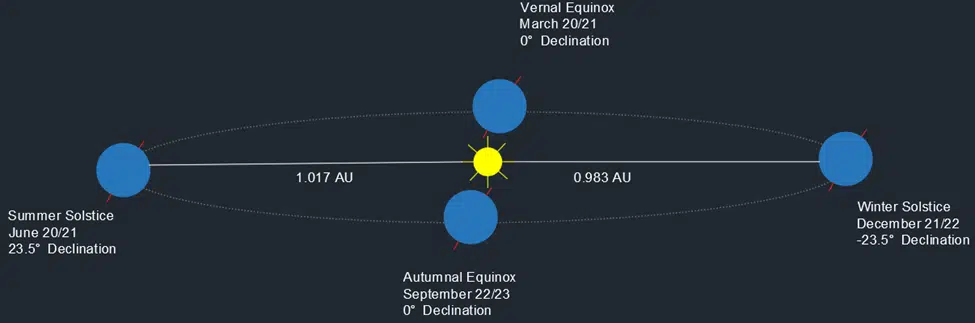 Vernal Equinox
March 20/21
0° Declination
1.017 AU
0.983 AU
Summer Solstice
June 20/21
23.5° Declination
Winter Solstice
December 21/22
-23.5° Declination
Autumnal Equinox
September 22/23
0° Declination